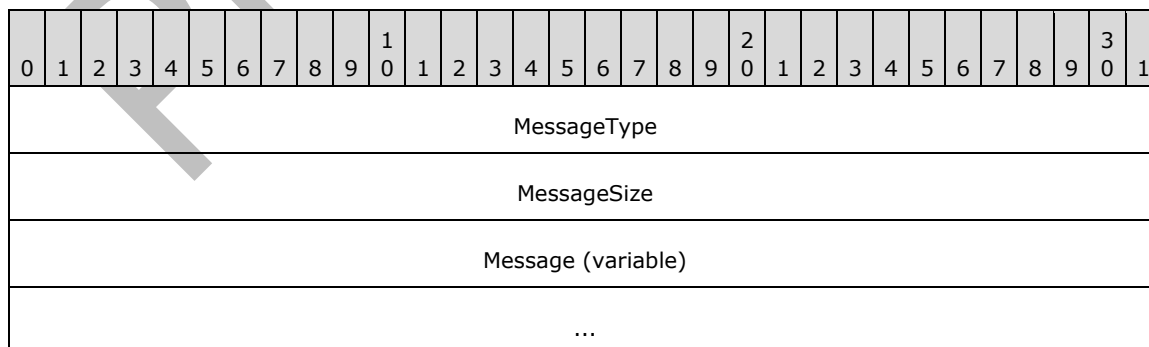 1 2 3
0 1 2 3 4 5 6 7 8 9 0 1 2 3 4 5 6 7 8 9 0 1 2 3 4 5 6 7 8 9 0 1
MessageType
MessageSize
Message (variable)
...